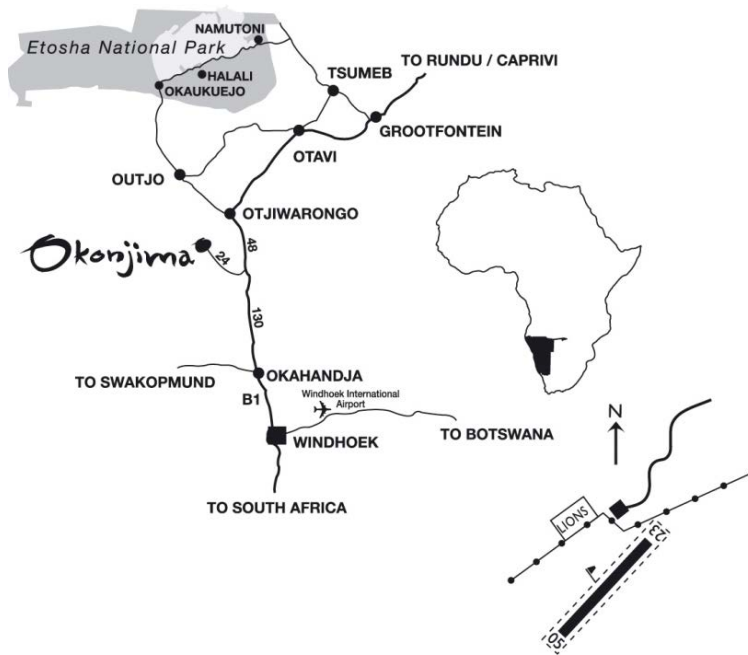 NAMUTONI
Etosha National Park
HALALI
OKAUKUEJO
TO RUNDU / CAPRIVI
TSUMEB
GROOTFONTEIN
OTAVI
OUTJO
OTJIWARONGO
Okonjima
24
48
130
OKAHANDJA
TO SWAKOPMUND
B1
Windhoek International
Airport
WINDHOEK
TO BOTSWANA
TO SOUTH AFRICA
N
LIONS
23
05